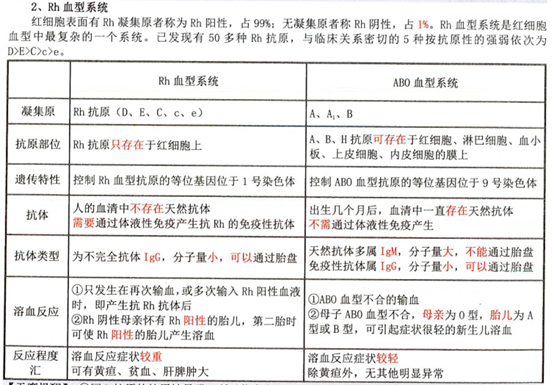 2、Rh 血型系统
红细胞表面有 Rh 凝集原者称为 Rh 阳性，占 99%；无凝集原者称 Rh 阴性，占 1%。Rh 血型系统是红细胞
血型中最复杂的一个系统。已发现有 50 多种 Rh 抗原，与临床关系密切的 5 种按抗原性的强弱依次为
D>E>C>c>e。
Rh 血型系统
ABO 血型系统
凝集原
Rh 抗原（D、E、C、c、e）
A、A₁、B
抗原部位
Rh 抗原只存在于红细胞上
A、B、H 抗原可存在于红细胞、淋巴细胞、血小
板、上皮细胞、内皮细胞的膜上
遗传特性
控制 Rh 血型抗原的等位基因位于 1 号染色体
控制 ABO 血型抗原的等位基因位于 9 号染色体
抗体
人的血清中不存在天然抗体
需要通过体液性免疫产生抗 Rh 的免疫性抗体
出生几个月后，血清中一直存在天然抗体
不需通过体液性免疫产生
抗体类型
为不完全抗体 IgG，分子量小，可以通过胎盘
天然抗体多属 IgM，分子量大，不能通过胎盘
免疫性抗体属 IgG，分子量小，可以通过胎盘
溶血反应
①只发生在再次输血，或多次输入 Rh 阳性血液
时，即产生抗 Rh 抗体后
②Rh 阴性母亲怀有 Rh 阳性的胎儿，第二胎时
可使 Rh 阳性的胎儿产生溶血
①ABO 血型不合的输血
②母子 ABO 血型不合，母亲为 O 型，胎儿为 A
型或 B 型，可引起症状很轻的新生儿溶血
反应程度
汇
溶血反应症状较重
可有黄疸、贫血、肝脾肿大
溶血反应症状较轻
除黄疸外，无其他明显异常